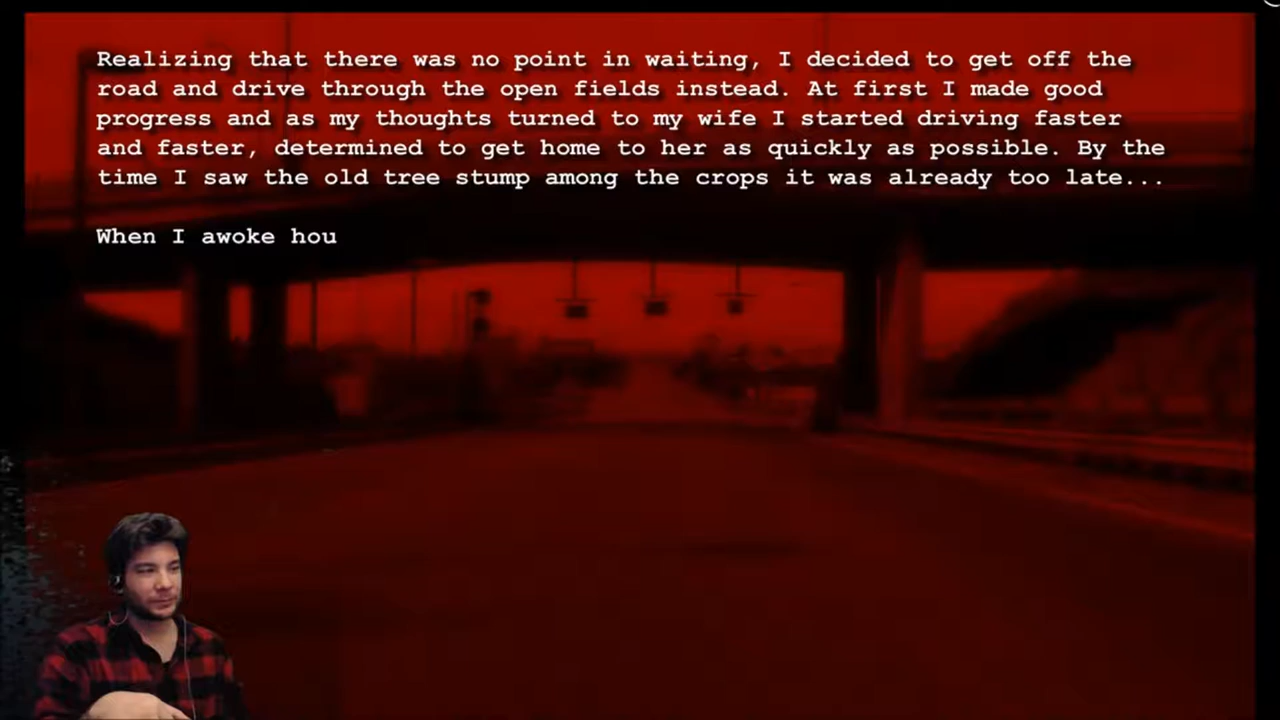 Realizing that there was no point in waiting, I decided to get off the
road and drive through the open fields instead. At first I made good
progress and as my thoughts turned to my wife I started driving faster
and faster, determined to get home to her as quickly as possible. By the
time I saw the old tree stump among the crops it was already too late...
When I awoke hou